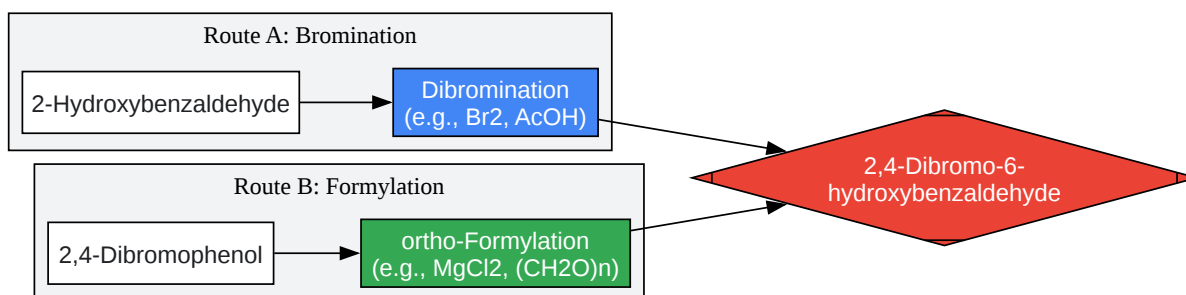 Route A: Bromination
2-Hydroxybenzaldehyde
Dibromination
(e.g., Br2, AcOH)
Route B: Formylation
2,4-Dibromophenol
ortho-Formylation
(e.g., MgCl2, (CH2O)n)
2,4-Dibromo-6-
hydroxybenzaldehyde